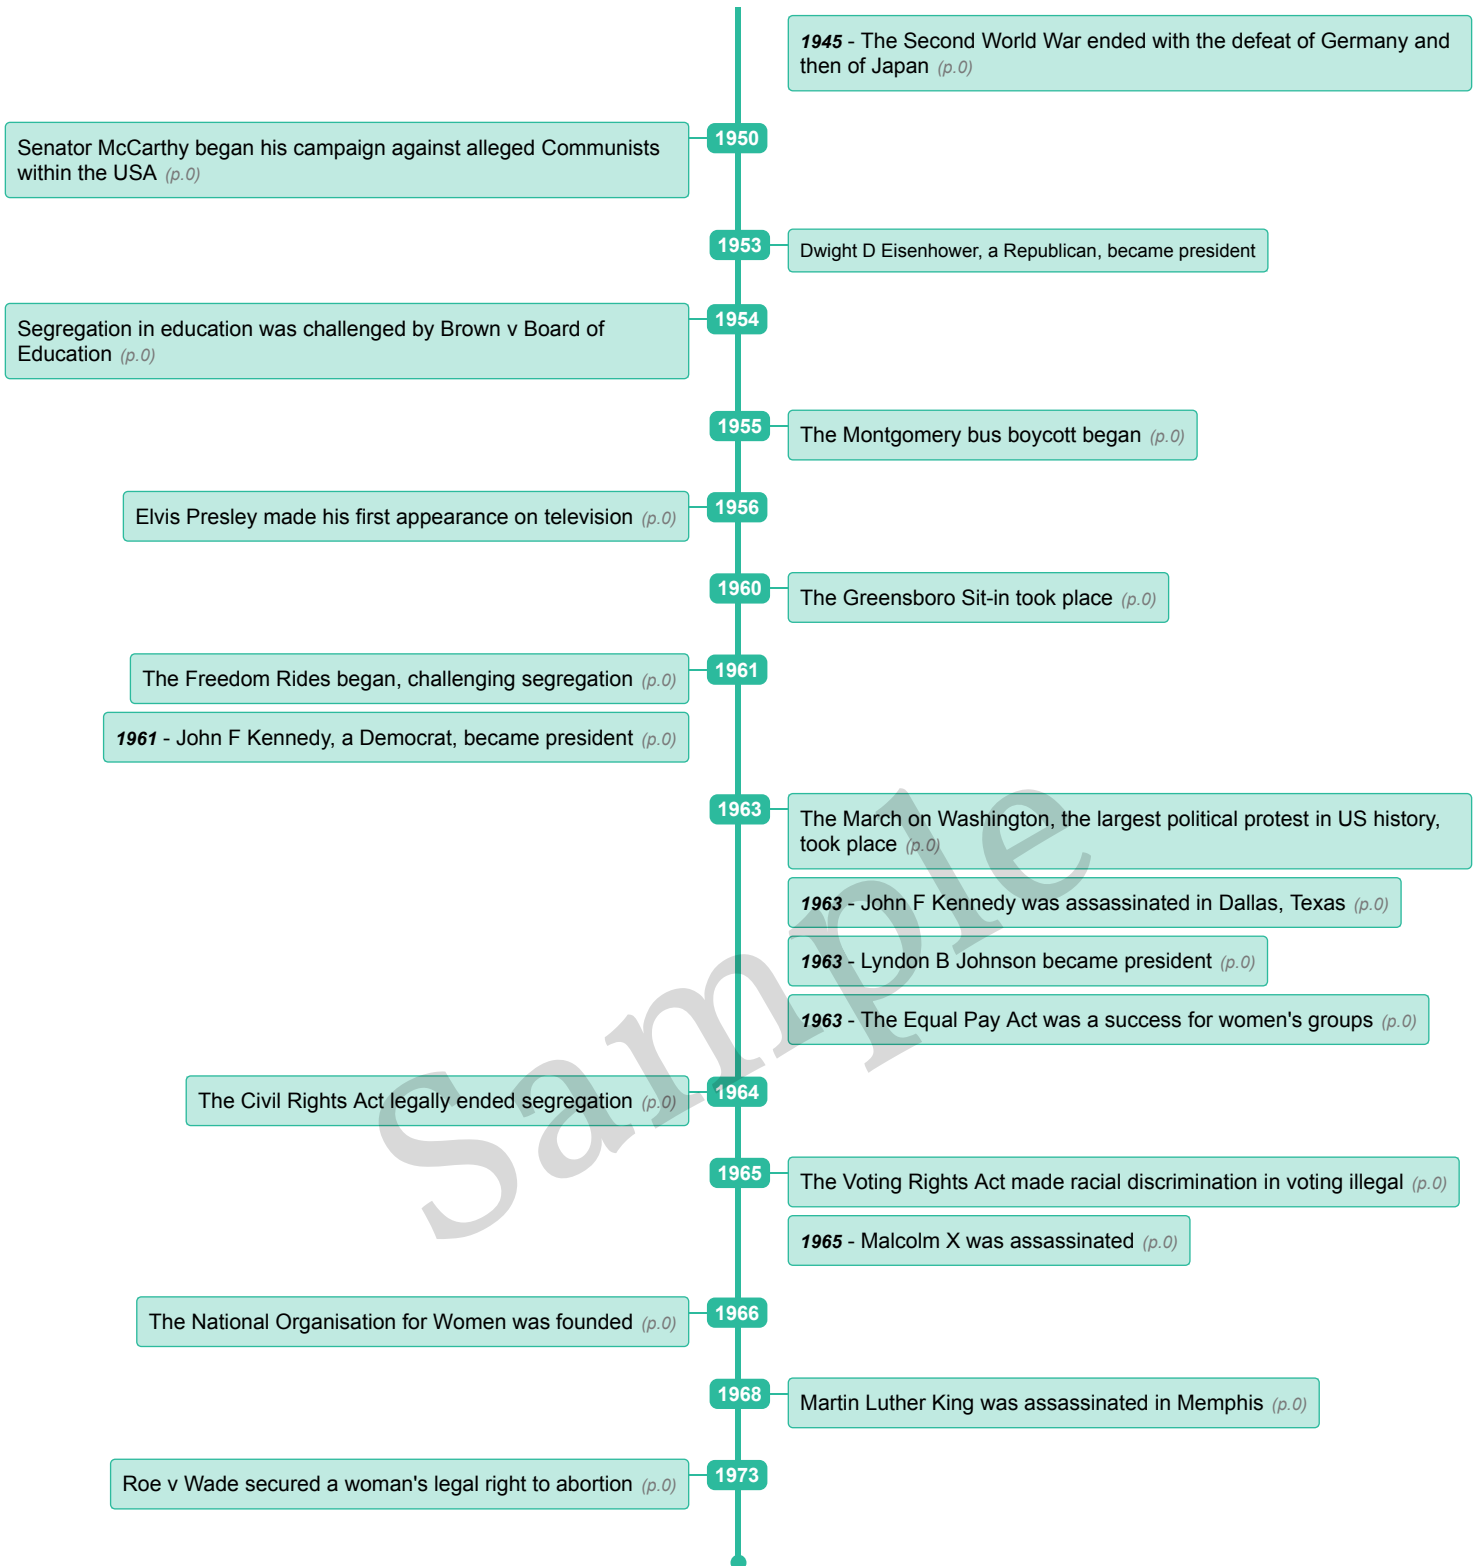 1945 - The Second World War ended with the defeat of Germany and
then of Japan (p.0)
1950
Senator McCarthy began his campaign against alleged Communists
within the USA (p.0)
1953
Dwight D Eisenhower, a Republican, became president
1954
Segregation in education was challenged by Brown v Board of
Education (p.0)
1955
The Montgomery bus boycott began (p.0)
1956
Elvis Presley made his first appearance on television (p.0)
1960
The Greensboro Sit-in took place (p.0)
1961
The Freedom Rides began, challenging segregation (p.0)
1961 - John F Kennedy, a Democrat, became president (p.0)
1963
The March on Washington, the largest political protest in US history,
took place (p.0)
1963 - John F Kennedy was assassinated in Dallas, Texas (p.0)
1963 - Lyndon B Johnson became president (p.0)
1963 - The Equal Pay Act was a success for women's groups (p.0)
1964
The Civil Rights Act legally ended segregation (p.0)
1965
The Voting Rights Act made racial discrimination in voting illegal (p.0)
1965 - Malcolm X was assassinated (p.0)
1966
The National Organisation for Women was founded (p.0)
1968
Martin Luther King was assassinated in Memphis (p.0)
1973
Roe v Wade secured a woman's legal right to abortion (p.0)
Sample